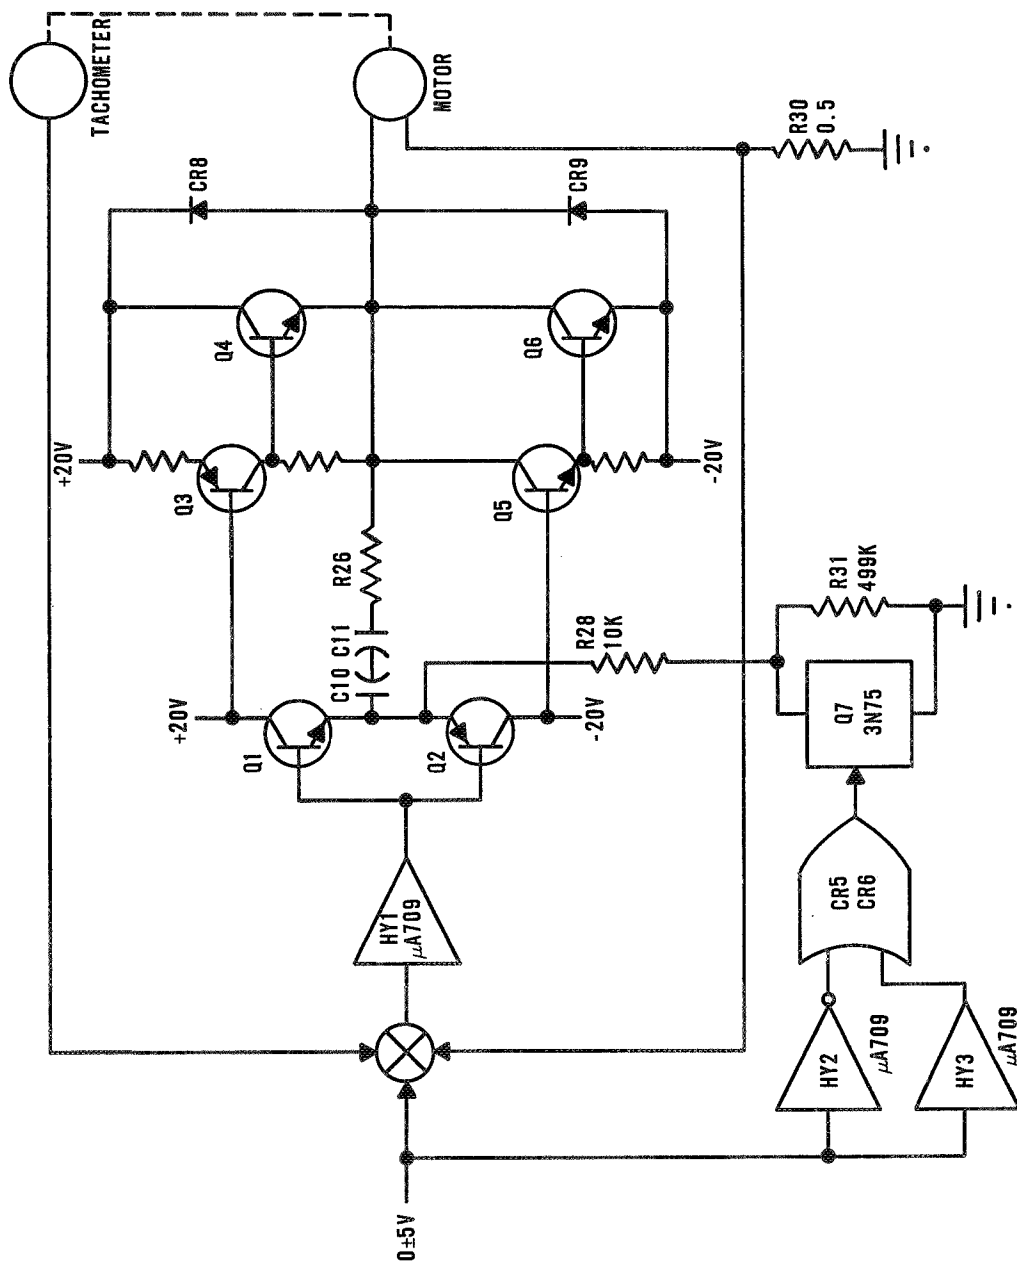 TACHOMETER
MOTOR
CR8
CR9
R30
0.5
Q4
Q6
+20V
-20V
Q3
Q5
R26
C10 C11
R28
10K
R31
499K
+20V
-20V
Q1
Q2
Q7
3N75
HY1
μA709
CR5
CR6
HY2
μA709
HY3
μA709
0±5V